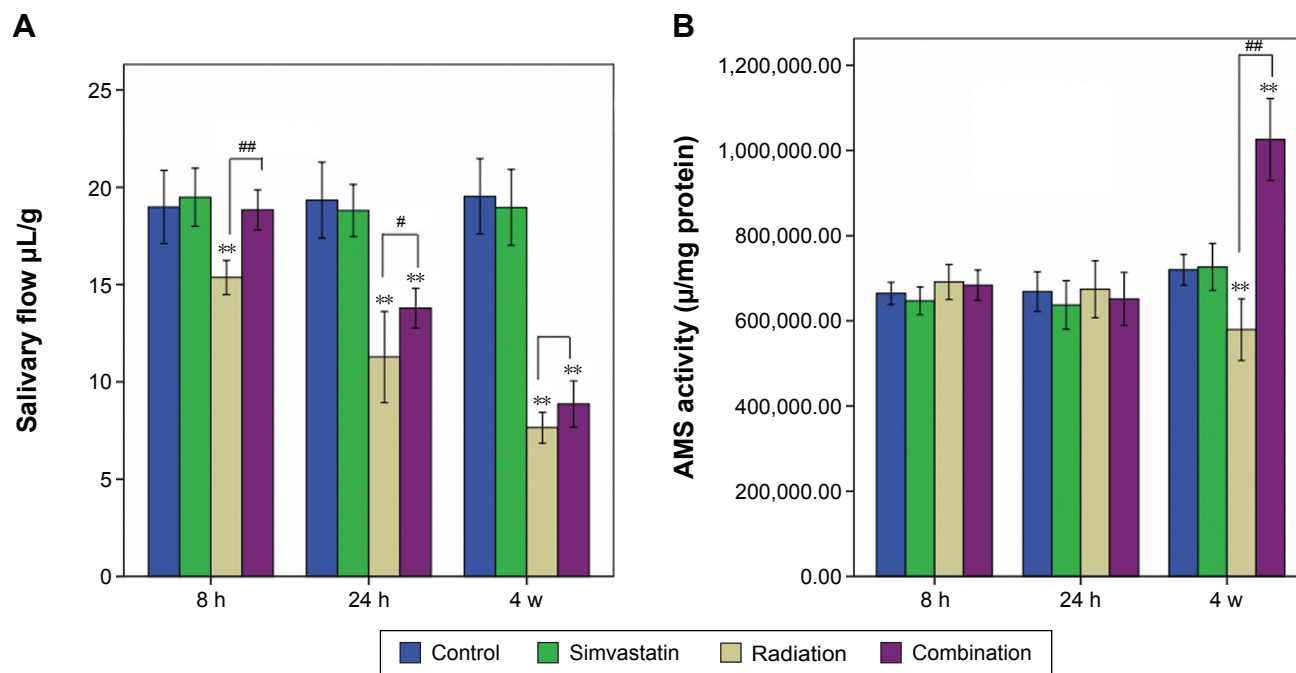 A
Salivary flow µL/g
25
20
15
10
5
0
##
**
#
**
**
**
**
8 h
24 h
4 w
B
AMS activity (µ/mg protein)
1,200,000.00
1,000,000.00
800,000.00
600,000.00
400,000.00
200,000.00
0.00
##
**
**
8 h
24 h
4 w
Control
Simvastatin
Radiation
Combination